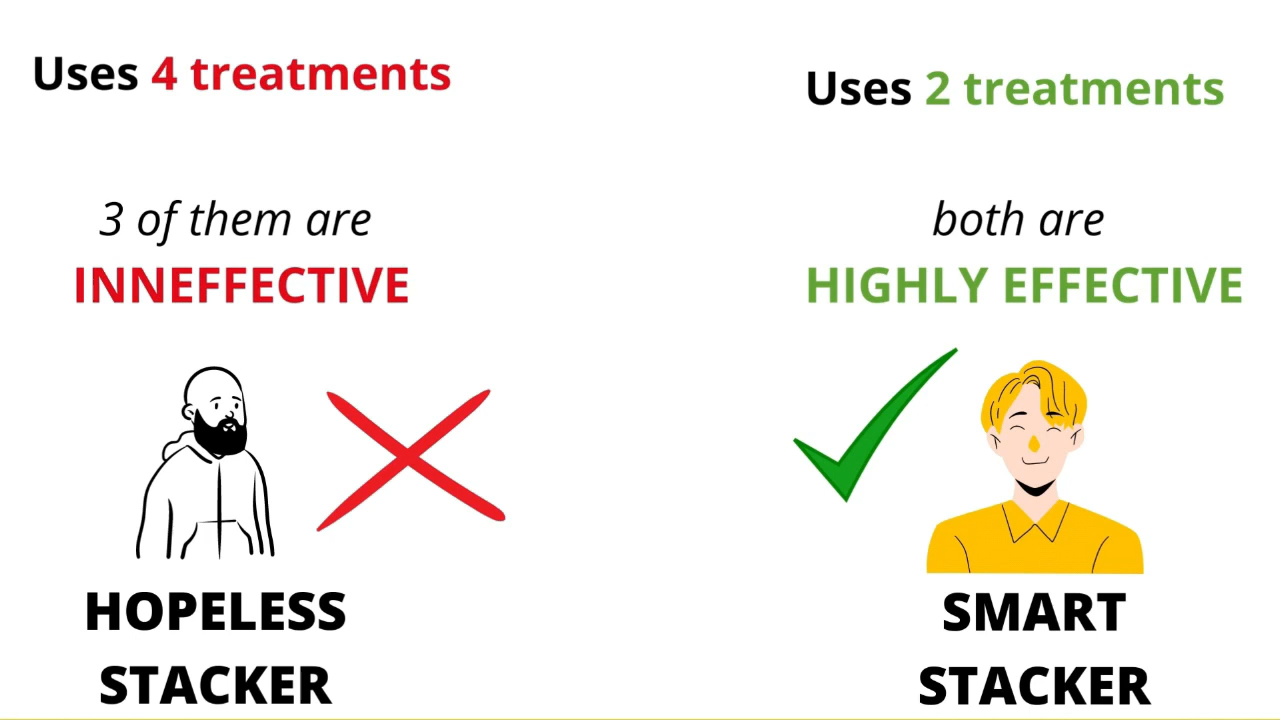 Uses 4 treatments
3 of them are
INNEFFECTIVE
HOPELESS
STACKER
Uses 2 treatments
both are
HIGHLY EFFECTIVE
SMART
STACKER